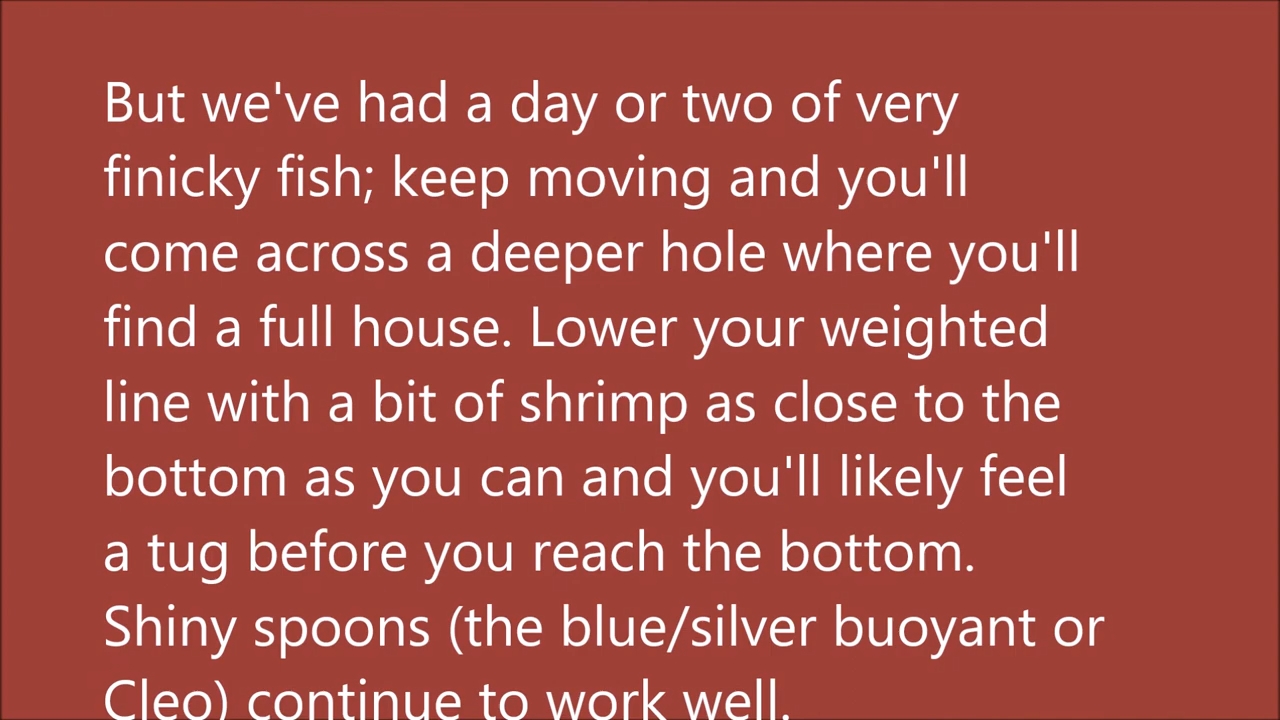 But we've had a day or two of very
finicky fish; keep moving and you'll
come across a deeper hole where you'll
find a full house. Lower your weighted
line with a bit of shrimp as close to the
bottom as you can and you'll likely feel
a tug before you reach the bottom.
Shiny spoons (the blue/silver buoyant or
Cleo) continue to work well.